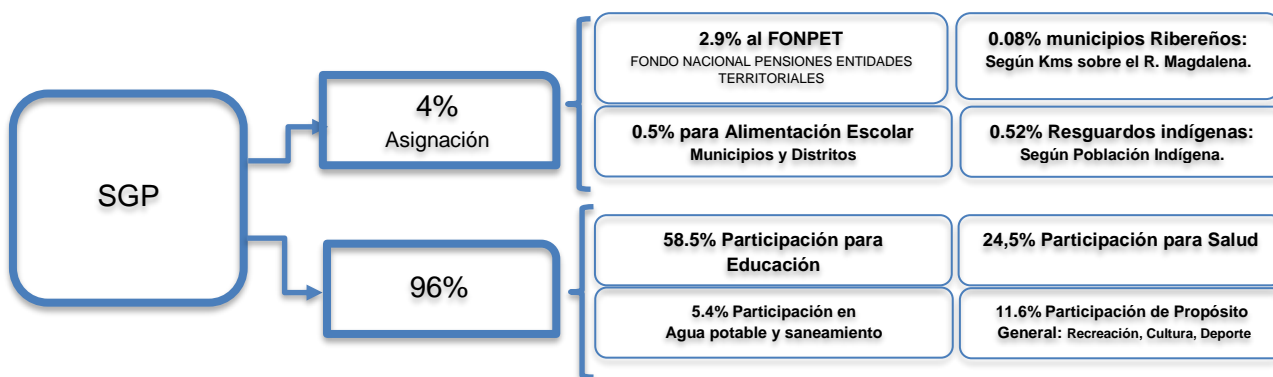 SGP
4%
Asignación
2.9% al FONPET
FONDO NACIONAL PENSIONES ENTIDADES
TERRITORIALES
0.08% municipios Ribereños:
Según Kms sobre el R. Magdalena.
0.5% para Alimentación Escolar
Municipios y Distritos
0.52% Resguardos indígenas:
Según Población Indígena.
96%
58.5% Participación para
Educación
24,5% Participación para Salud
5.4% Participación en
Agua potable y saneamiento
11.6% Participación de Propósito
General: Recreación, Cultura, Deporte